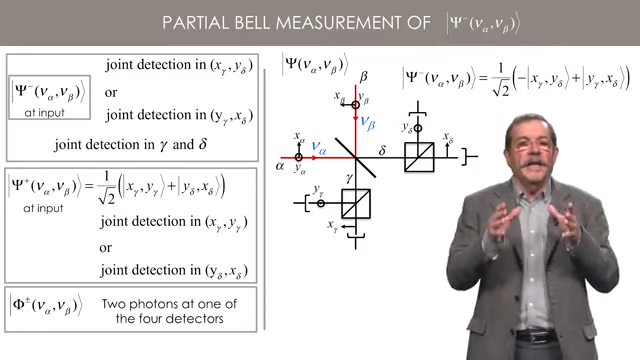 PARTIAL BELL MEASUREMENT OF |Ψ⁻(ν_α,ν_β)⟩
joint detection in (x_γ, y_δ)
|Ψ⁻(ν_α,ν_β)⟩ or
at input
joint detection in (y_γ, x_δ)
joint detection in γ and δ
|Ψ⁺(ν_α,ν_β)⟩ = 1/√2 (|x_γ, y_γ⟩ + |y_δ, x_δ⟩)
at input
joint detection in (x_γ, y_γ)
or
joint detection in (y_δ, x_δ)
|Φ^±(ν_α,ν_β)⟩ Two photons at one of
the four detectors
|Ψ(ν_α,ν_β)⟩
β
x_β y_β
ν_β
x_α ν_α
α y_α
δ
y_δ x_δ
γ
y_γ
x_γ
|Ψ⁻(ν_α,ν_β)⟩ = 1/√2 (−|x_γ, y_δ⟩ + |y_γ, x_δ⟩)